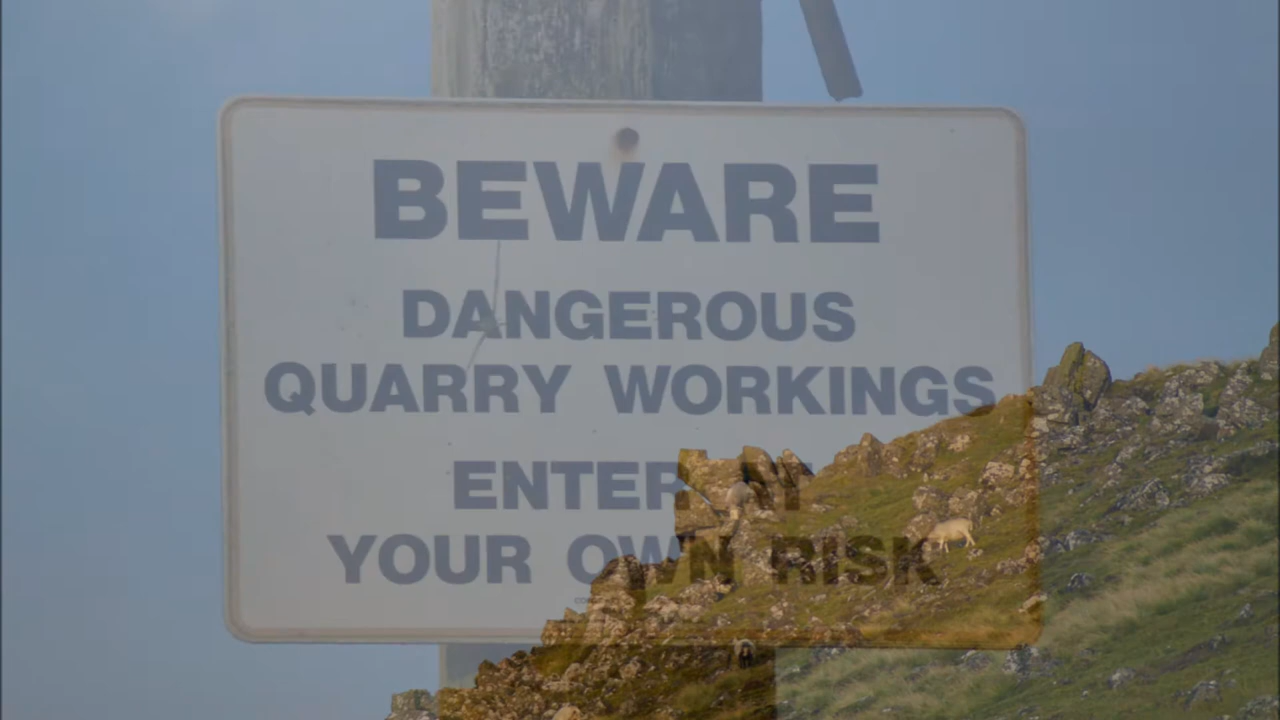 BEWARE
DANGEROUS
QUARRY WORKINGS
ENTER AT
YOUR OWN RISK